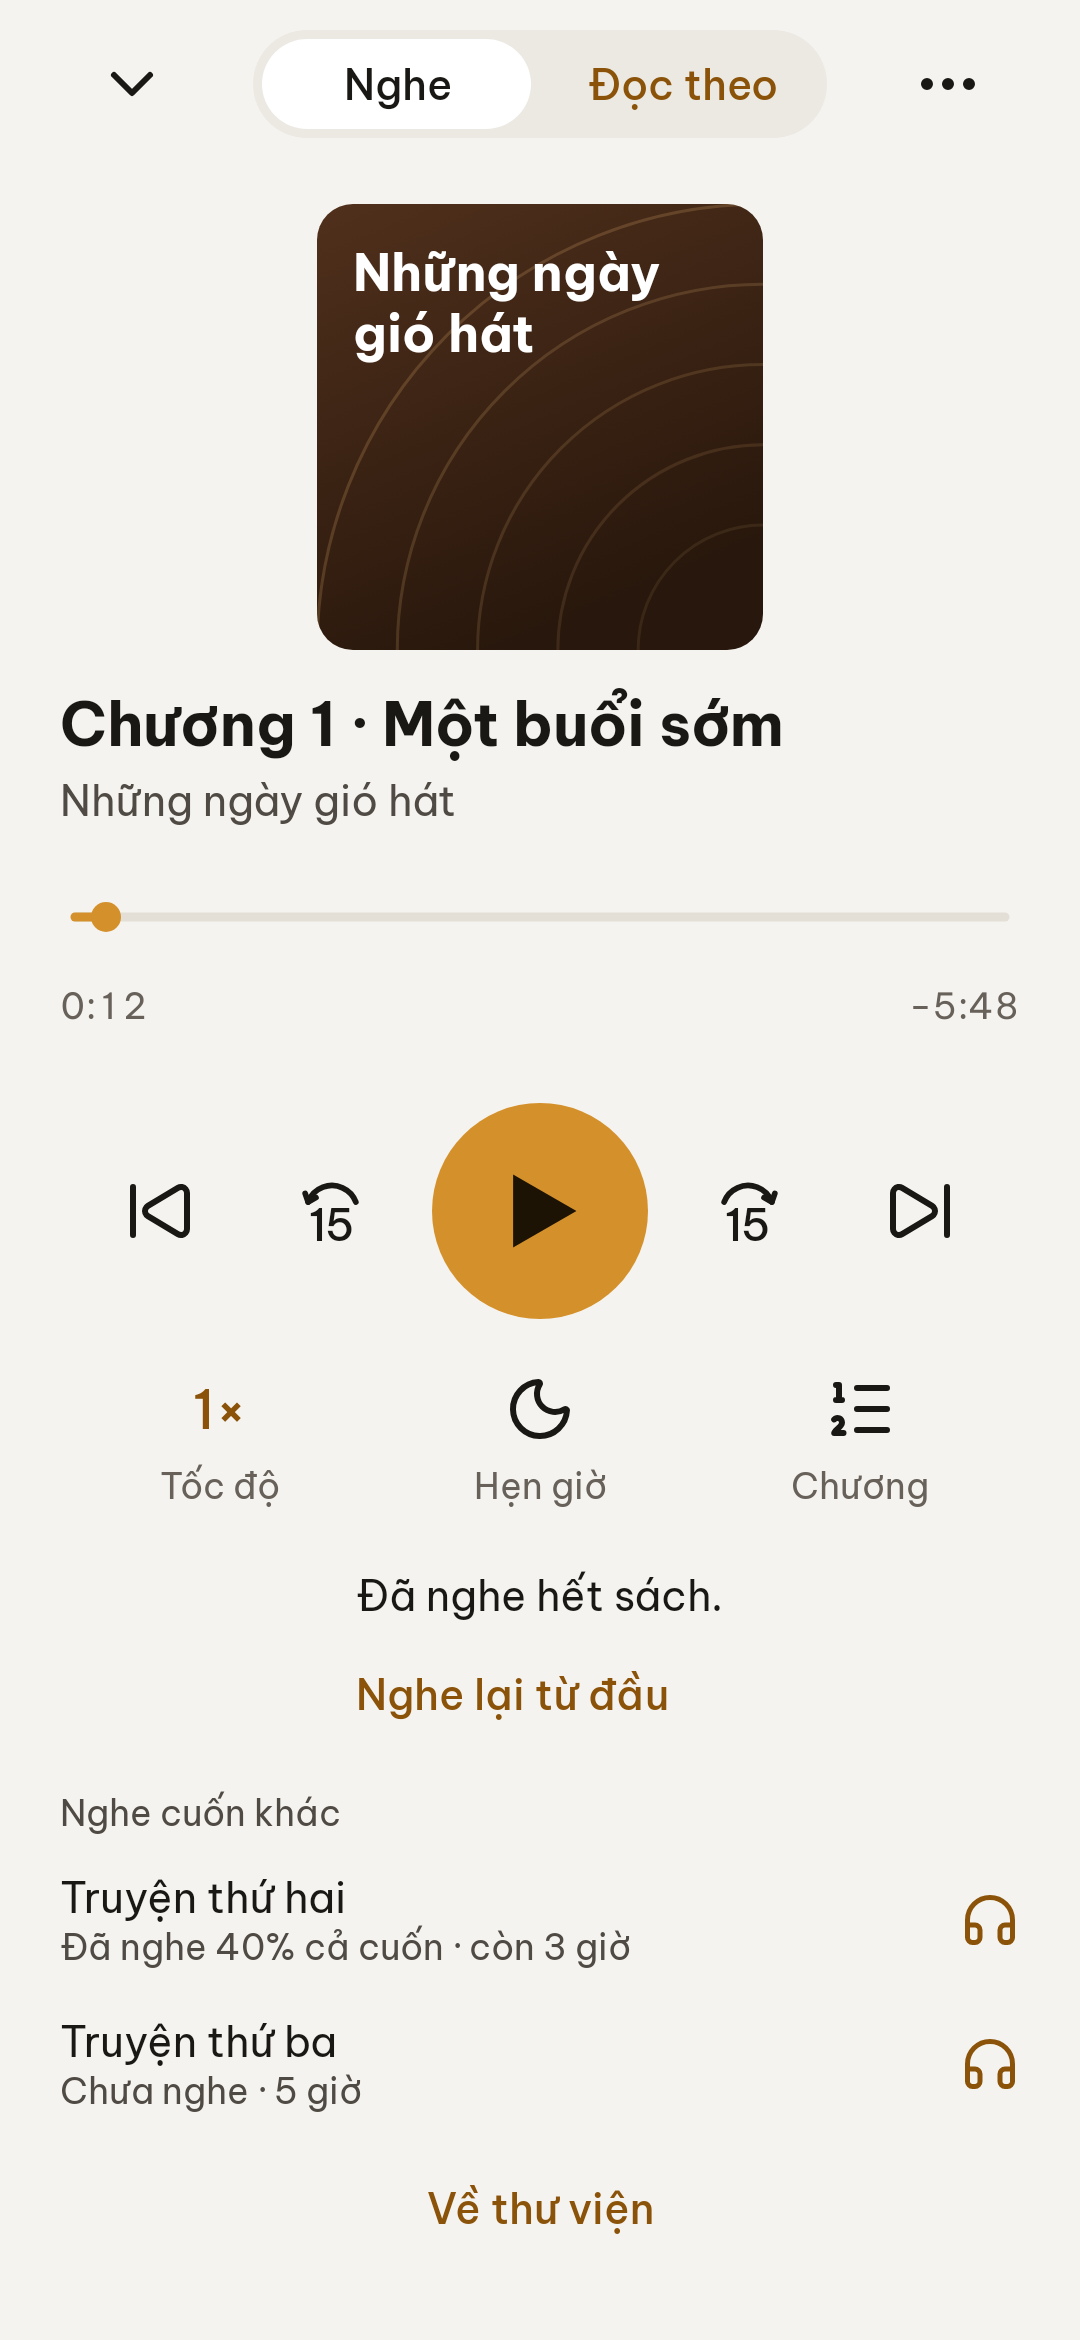 Nghe
Đọc theo
Những ngày
gió hát
Chương 1 · Một buổi sớm
Những ngày gió hát
0:12
−5:48
15
15
1×
Tốc độ
Hẹn giờ
Chương
Đã nghe hết sách.
Nghe lại từ đầu
Nghe cuốn khác
Truyện thứ hai
Đã nghe 40% cả cuốn · còn 3 giờ
Truyện thứ ba
Chưa nghe · 5 giờ
Về thư viện